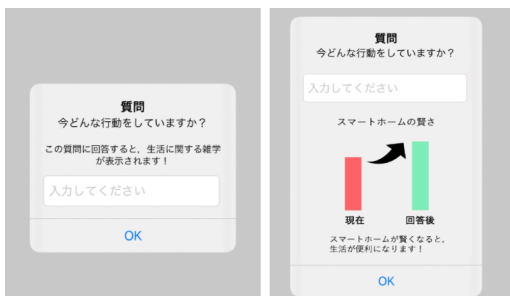 質問
今どんな行動をしていますか？
この質問に回答すると，生活に関する雑学
が表示されます！
入力してください
OK
質問
今どんな行動をしていますか？
入力してください
スマートホームの賢さ
現在
回答後
スマートホームが賢くなると，
生活が便利になります！
OK